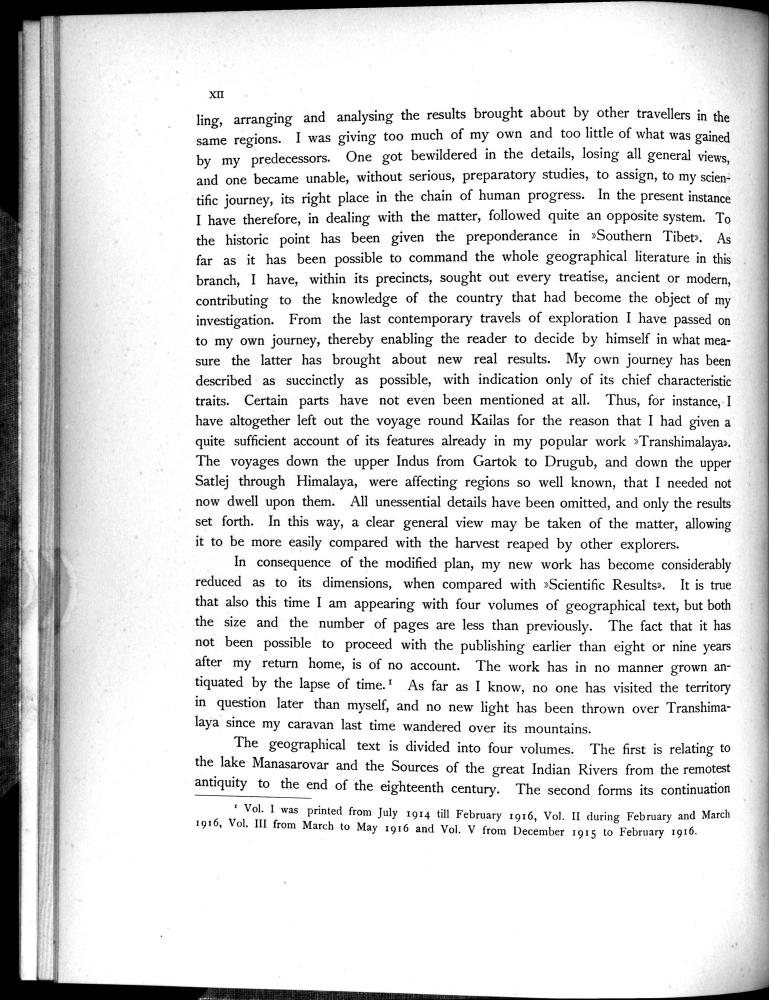 XII
ling, arranging and analysing the results brought about by other travellers in the
same regions. I was giving too much of my own and too little of what was gained
by my predecessors. One got bewildered in the details, losing all general views,
and one became unable, without serious, preparatory studies, to assign, to my scien-
tific journey, its right place in the chain of human progress. In the present instance
I have therefore, in dealing with the matter, followed quite an opposite system. To
the historic point has been given the preponderance in »Southern Tibet». As
far as it has been possible to command the whole geographical literature in this
branch, I have, within its precincts, sought out every treatise, ancient or modern,
contributing to the knowledge of the country that had become the object of my
investigation. From the last contemporary travels of exploration I have passed on
to my own journey, thereby enabling the reader to decide by himself in what mea-
sure the latter has brought about new real results. My own journey has been
described as succinctly as possible, with indication only of its chief characteristic
traits. Certain parts have not even been mentioned at all. Thus, for instance, I
have altogether left out the voyage round Kailas for the reason that I had given a
quite sufficient account of its features already in my popular work »Transhimalaya».
The voyages down the upper Indus from Gartok to Drugub, and down the upper
Satlej through Himalaya, were affecting regions so well known, that I needed not
now dwell upon them. All unessential details have been omitted, and only the results
set forth. In this way, a clear general view may be taken of the matter, allowing
it to be more easily compared with the harvest reaped by other explorers.
In consequence of the modified plan, my new work has become considerably
reduced as to its dimensions, when compared with »Scientific Results». It is true
that also this time I am appearing with four volumes of geographical text, but both
the size and the number of pages are less than previously. The fact that it has
not been possible to proceed with the publishing earlier than eight or nine years
after my return home, is of no account. The work has in no manner grown an-
tiquated by the lapse of time.¹ As far as I know, no one has visited the territory
in question later than myself, and no new light has been thrown over Transhima-
laya since my caravan last time wandered over its mountains.
The geographical text is divided into four volumes. The first is relating to
the lake Manasarovar and the Sources of the great Indian Rivers from the remotest
antiquity to the end of the eighteenth century. The second forms its continuation
¹ Vol. I was printed from July 1914 till February 1916, Vol. II during February and March
1916, Vol. III from March to May 1916 and Vol. V from December 1915 to February 1916.